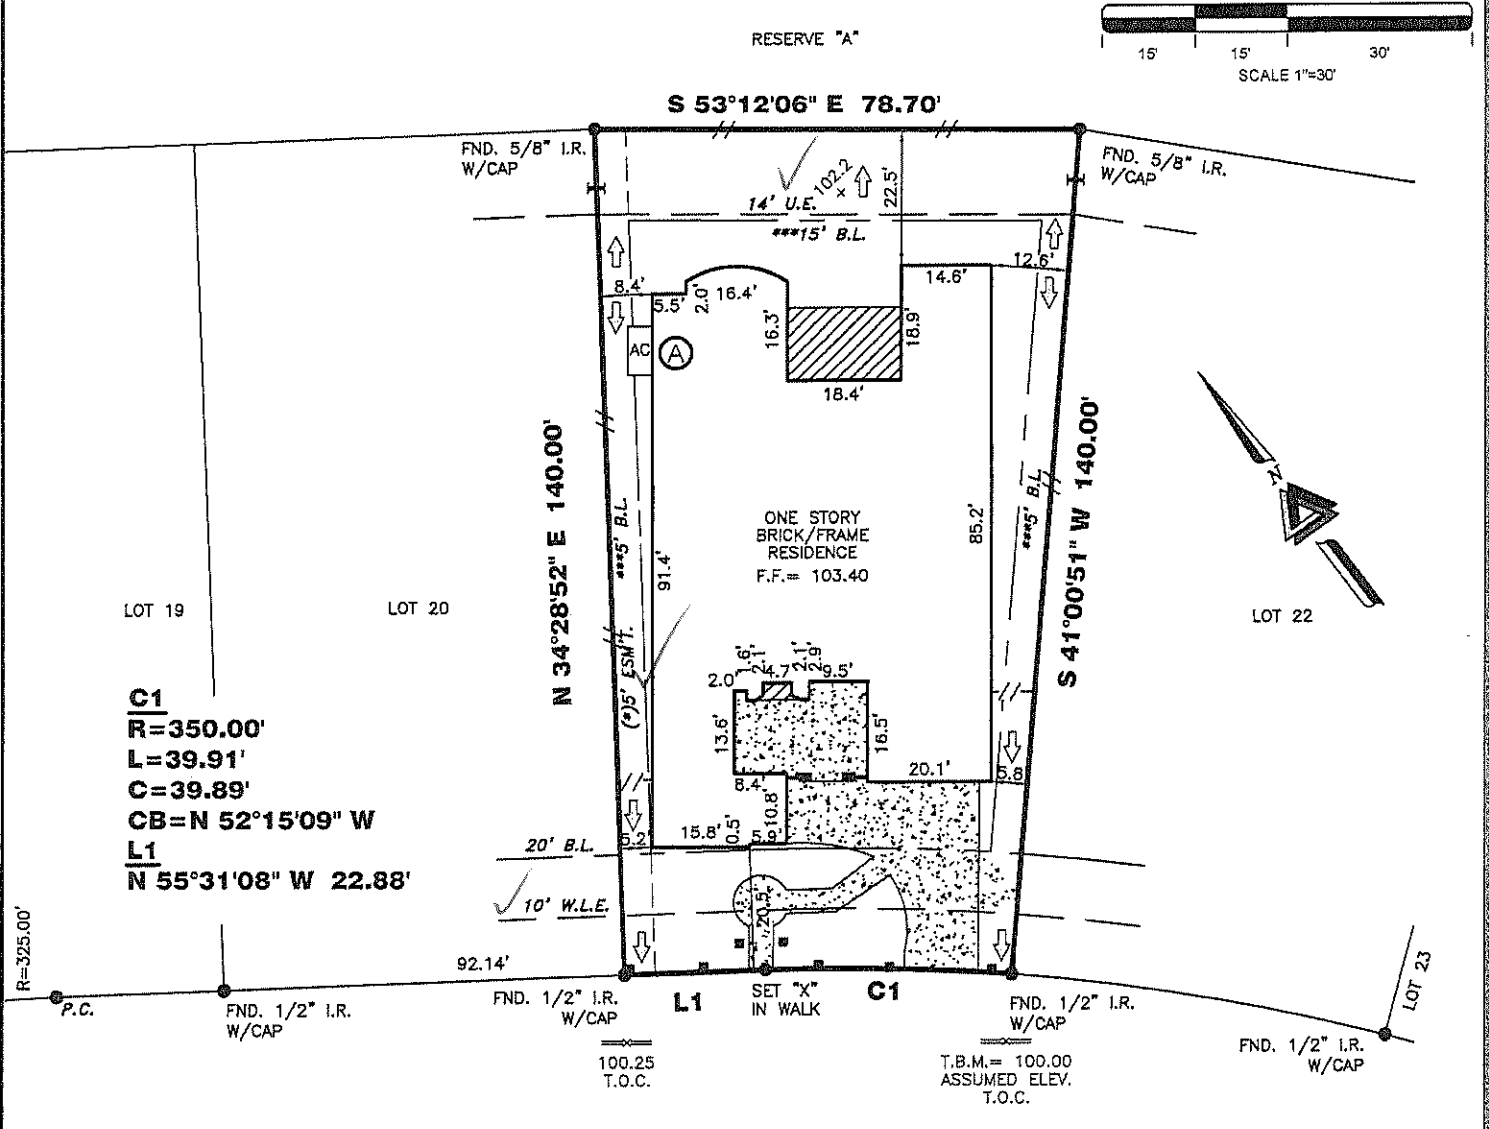 RESERVE "A"
15'
15'
30'
SCALE 1"=30'
S 53°12'06" E 78.70'
FND. 5/8" I.R.
W/CAP
FND. 5/8" I.R.
W/CAP
102.2
x
22.5'
14' U.E.
***15' B.L.
8.4'
5.5'
2.0'
16.4'
14.6'
12.6'
16.3'
18.9'
AC
A
18.4'
N 34°28'52" E 140.00'
***5' B.L.
91.4'
ONE STORY
BRICK/FRAME
RESIDENCE
F.F.= 103.40
85.2'
***5' B.L.
S 41°00'51" W 140.00'
N
LOT 19
LOT 20
LOT 22
(*)5' ESM'T.
2.0'
1.6'
2.1'
4.7'
2.1'
2.9'
9.5'
13.6'
16.5'
C1
R=350.00'
L=39.91'
C=39.89'
CB=N 52°15'09" W
L1
N 55°31'08" W 22.88'
8.4'
10.8'
20.1'
5.8
5.2'
15.8'
0.5'
5.9'
20' B.L.
10' W.L.E.
20.5'
R=325.00'
92.14'
P.C.
FND. 1/2" I.R.
W/CAP
FND. 1/2" I.R.
W/CAP
L1
SET "X"
IN WALK
C1
FND. 1/2" I.R.
W/CAP
LOT 23
FND. 1/2" I.R.
W/CAP
100.25
T.O.C.
T.B.M.= 100.00
ASSUMED ELEV.
T.O.C.